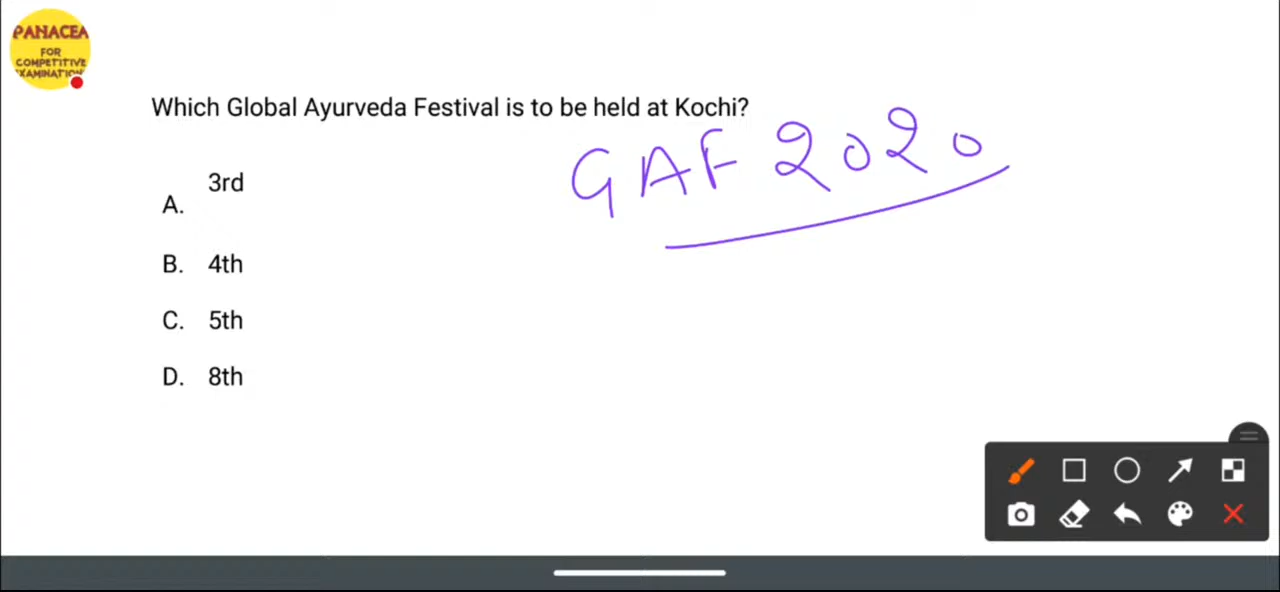 PANACEA
FOR
COMPETITIVE
EXAMINATION
Which Global Ayurveda Festival is to be held at Kochi?
GAF 2020
A. 3rd
B. 4th
C. 5th
D. 8th